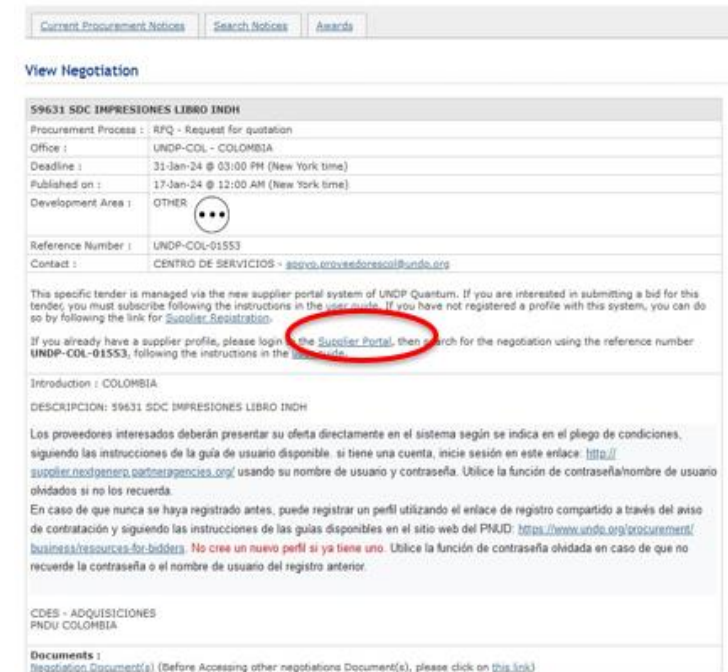 Current Procurement Notices
Search Notices
Awards
View Negotiation
59631 SDC IMPRESIONES LIBRO INDH
Procurement Process : RFQ - Request for quotation
Office : UNDP-COL - COLOMBIA
Deadline : 31-Jan-24 @ 03:00 PM (New York time)
Published on : 17-Jan-24 @ 12:00 AM (New York time)
Development Area : OTHER
Reference Number : UNDP-COL-01553
Contact : CENTRO DE SERVICIOS - apoyo.proveedorescol@undp.org
This specific tender is managed via the new supplier portal system of UNDP Quantum. If you are interested in submitting a bid for this
tender, you must subscribe following the instructions in the user guide. If you have not registered a profile with this system, you can do
so by following the link for Supplier Registration.
If you already have a supplier profile, please login to the Supplier Portal, then search for the negotiation using the reference number
UNDP-COL-01553, following the instructions in the user guide.
Introduction : COLOMBIA
DESCRIPCION: 59631 SDC IMPRESIONES LIBRO INDH
Los proveedores interesados deberán presentar su oferta directamente en el sistema según se indica en el pliego de condiciones,
siguiendo las instrucciones de la guía de usuario disponible. si tiene una cuenta, inicie sesión en este enlace: http://
supplier.nextgenerp.partneragencies.org/ usando su nombre de usuario y contraseña. Utilice la función de contraseña/nombre de usuario
olvidados si no los recuerda.
En caso de que nunca se haya registrado antes, puede registrar un perfil utilizando el enlace de registro compartido a través del aviso
de contratación y siguiendo las instrucciones de las guías disponibles en el sitio web del PNUD: https://www.undp.org/procurement/
business/resources-for-bidders. No cree un nuevo perfil si ya tiene uno. Utilice la función de contraseña olvidada en caso de que no
recuerde la contraseña o el nombre de usuario del registro anterior.
CDES - ADQUISICIONES
PNDU COLOMBIA
Documents :
Negotiation Document(s) (Before Accessing other negotiations Document(s), please click on this link)